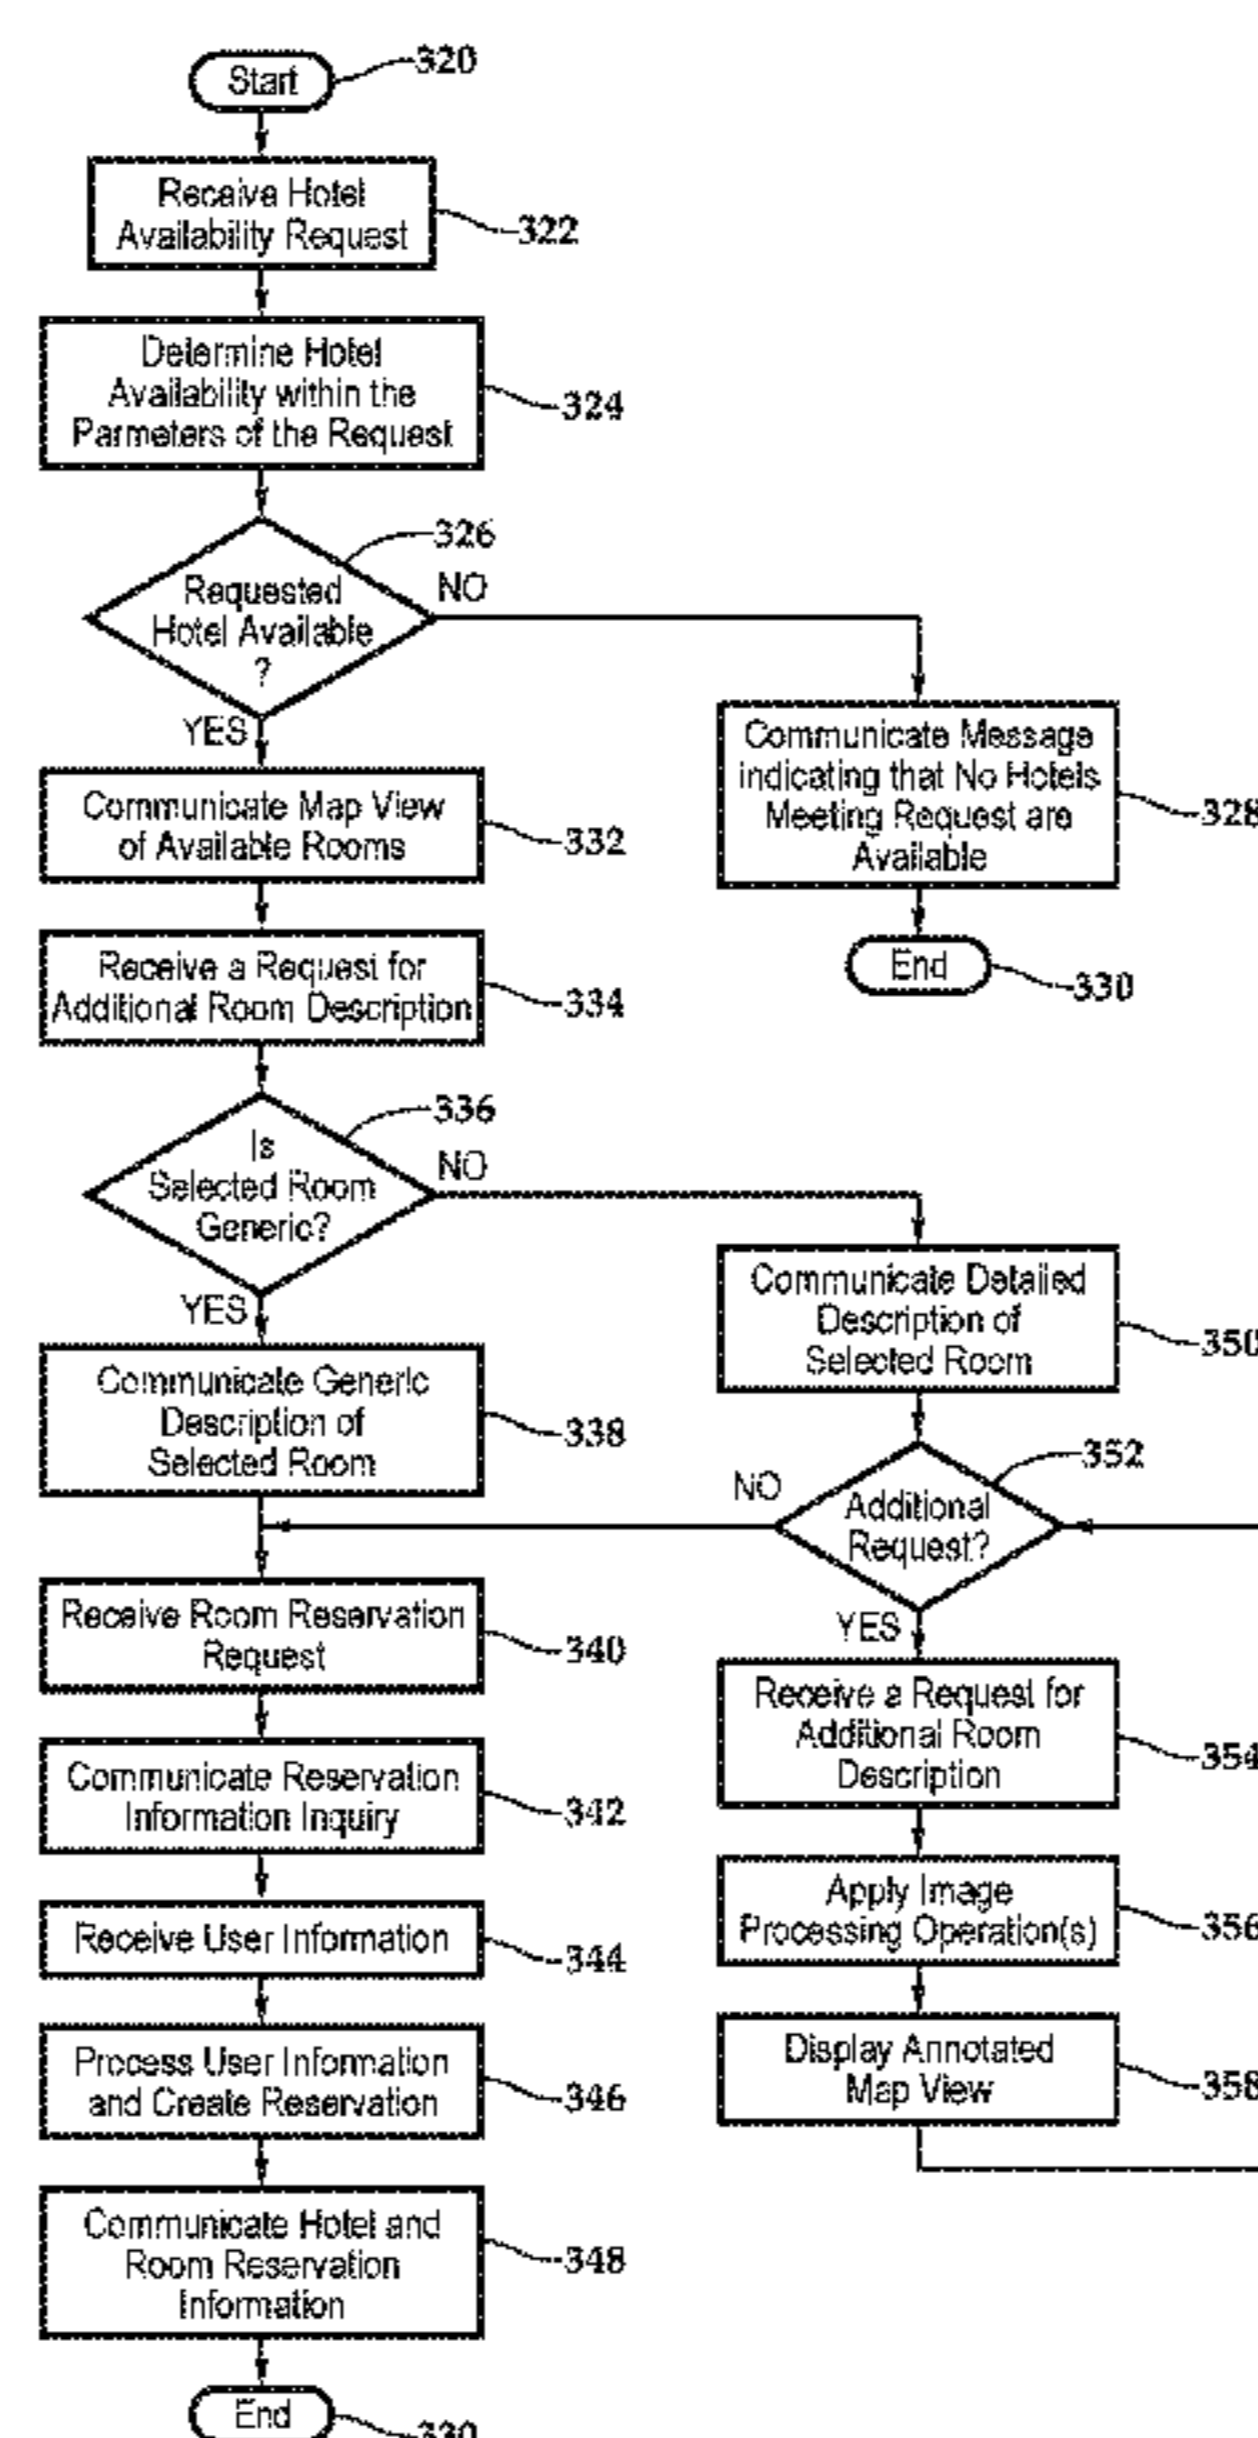 Start
320
Receive Hotel
Availability Request
322
Determine Hotel
Availability within the
Parmeters of the Request
324
326
Requested
Hotel Available
?
NO
YES
Communicate Message
indicating that No Hotels
Meeting Request are
Available
328
End
330
Communicate Map View
of Available Rooms
332
Receive a Request for
Additional Room Description
334
336
Is
Selected Room
Generic?
NO
YES
Communicate Generic
Description of
Selected Room
338
Communicate Detailed
Description of
Selected Room
350
352
Additional
Request?
NO
YES
Receive Room Reservation
Request
340
Communicate Reservation
Information Inquiry
342
Receive User Information
344
Process User Information
and Create Reservation
346
Communicate Hotel and
Room Reservation
Information
348
End
330
Receive a Request for
Additional Room
Description
354
Apply Image
Processing Operation(s)
356
Display Annotated
Map View
358